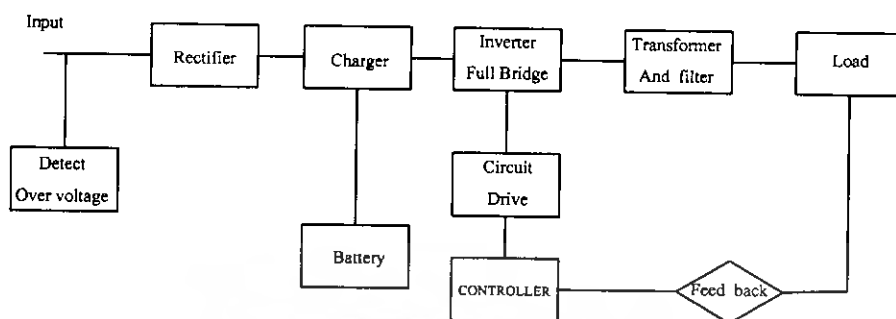 Input
Rectifier
Charger
Inverter
Full Bridge
Transformer
And filter
Load
Detect
Over voltage
Circuit
Drive
Battery
CONTROLLER
Feed back